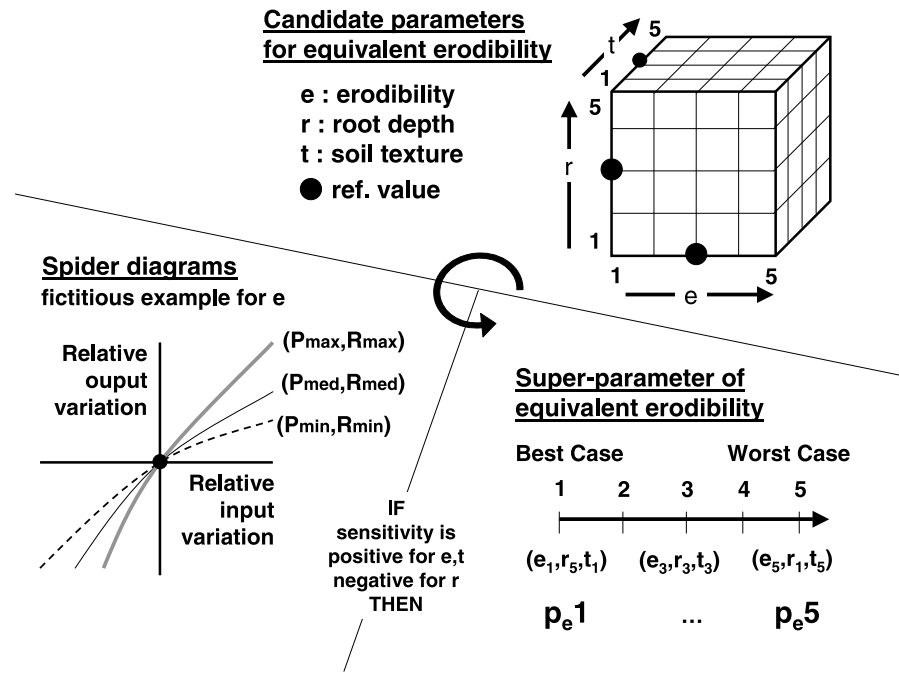 Candidate parameters
for equivalent erodibility
e : erodibility
r : root depth
t : soil texture
ref. value
5
t
1
5
r
1
1
5
e
Spider diagrams
fictitious example for e
Relative
ouput
variation
(Pmax,Rmax)
(Pmed,Rmed)
(Pmin,Rmin)
Relative
input
variation
IF
sensitivity is
positive for e,t
negative for r
THEN
Super-parameter of
equivalent erodibility
Best Case Worst Case
1 2 3 4 5
(e1,r5,t1) (e3,r3,t3) (e5,r1,t5)
pe1 ... pe5